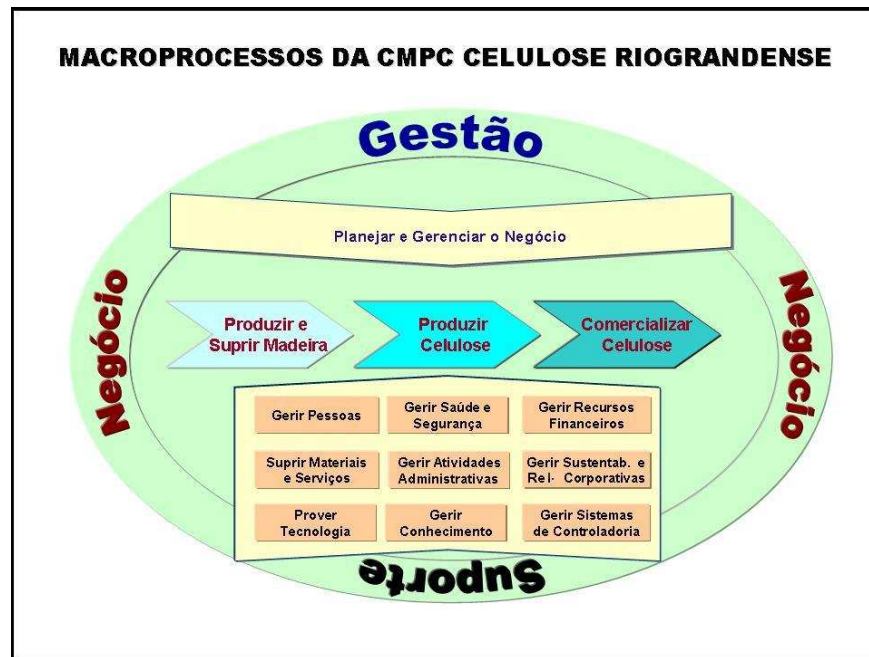 MACROPROCESSOS DA CMPC CELULOSE RIOGRANDENSE
Gestão
Planejar e Gerenciar o Negócio
Negócio
Negócio
Produzir e
Suprir Madeira
Produzir
Celulose
Comercializar
Celulose
Gerir Pessoas
Gerir Saúde e
Segurança
Gerir Recursos
Financeiros
Suprir Materiais
e Serviços
Gerir Atividades
Administrativas
Gerir Sustentab. e
Rel- Corporativas
Prover
Tecnologia
Gerir
Conhecimento
Gerir Sistemas
de Controladoria
Suporte